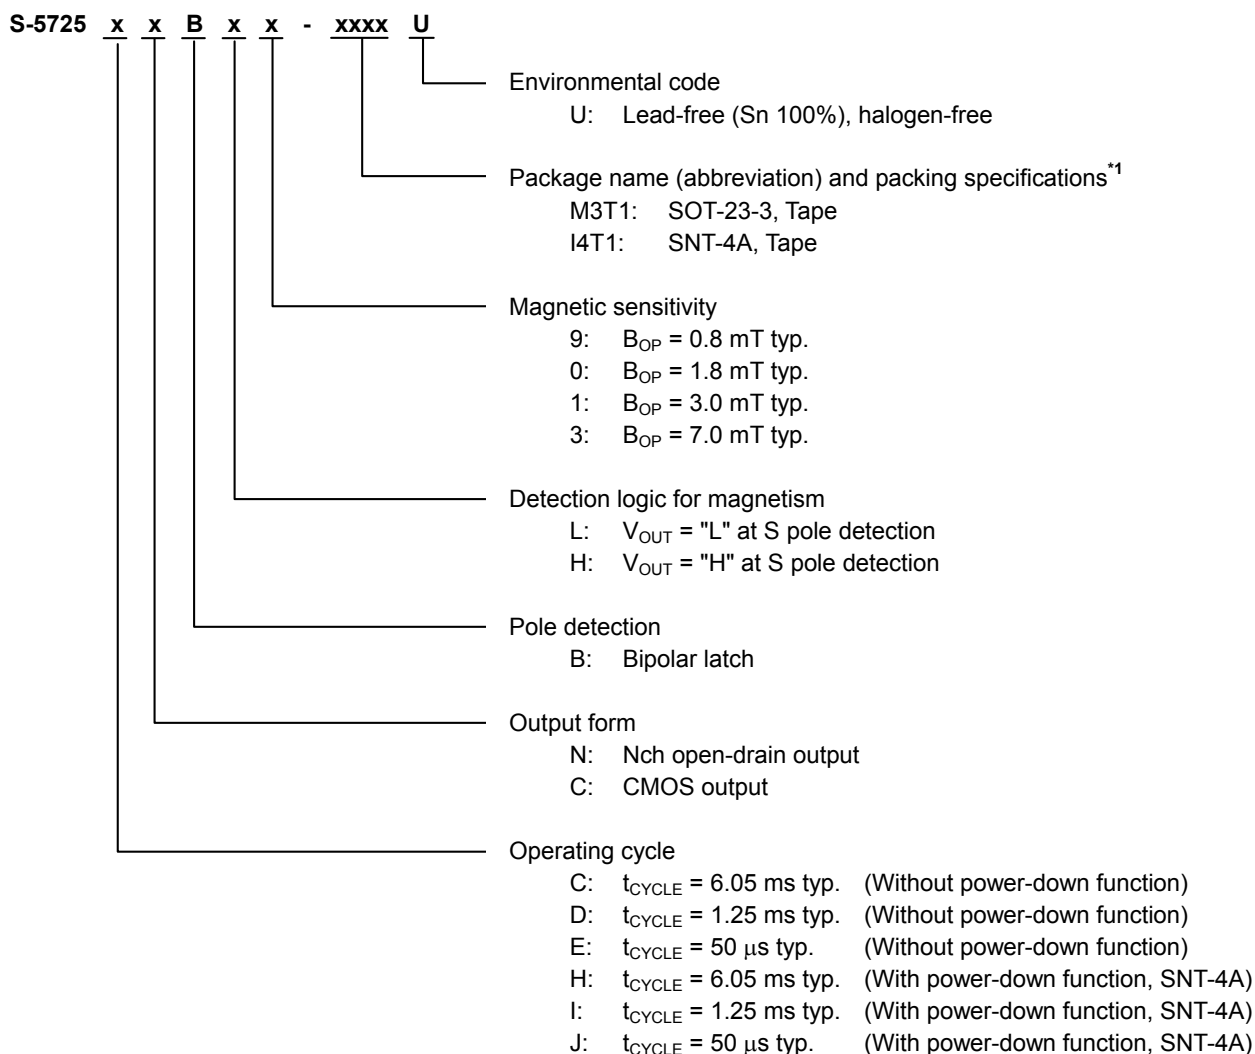 S-5725 x x B x x - xxxx U
Environmental code
U: Lead-free (Sn 100%), halogen-free
Package name (abbreviation) and packing specifications*1
M3T1: SOT-23-3, Tape
I4T1: SNT-4A, Tape
Magnetic sensitivity
9: BOP = 0.8 mT typ.
0: BOP = 1.8 mT typ.
1: BOP = 3.0 mT typ.
3: BOP = 7.0 mT typ.
Detection logic for magnetism
L: VOUT = "L" at S pole detection
H: VOUT = "H" at S pole detection
Pole detection
B: Bipolar latch
Output form
N: Nch open-drain output
C: CMOS output
Operating cycle
C: tCYCLE = 6.05 ms typ. (Without power-down function)
D: tCYCLE = 1.25 ms typ. (Without power-down function)
E: tCYCLE = 50 μs typ. (Without power-down function)
H: tCYCLE = 6.05 ms typ. (With power-down function, SNT-4A)
I: tCYCLE = 1.25 ms typ. (With power-down function, SNT-4A)
J: tCYCLE = 50 μs typ. (With power-down function, SNT-4A)